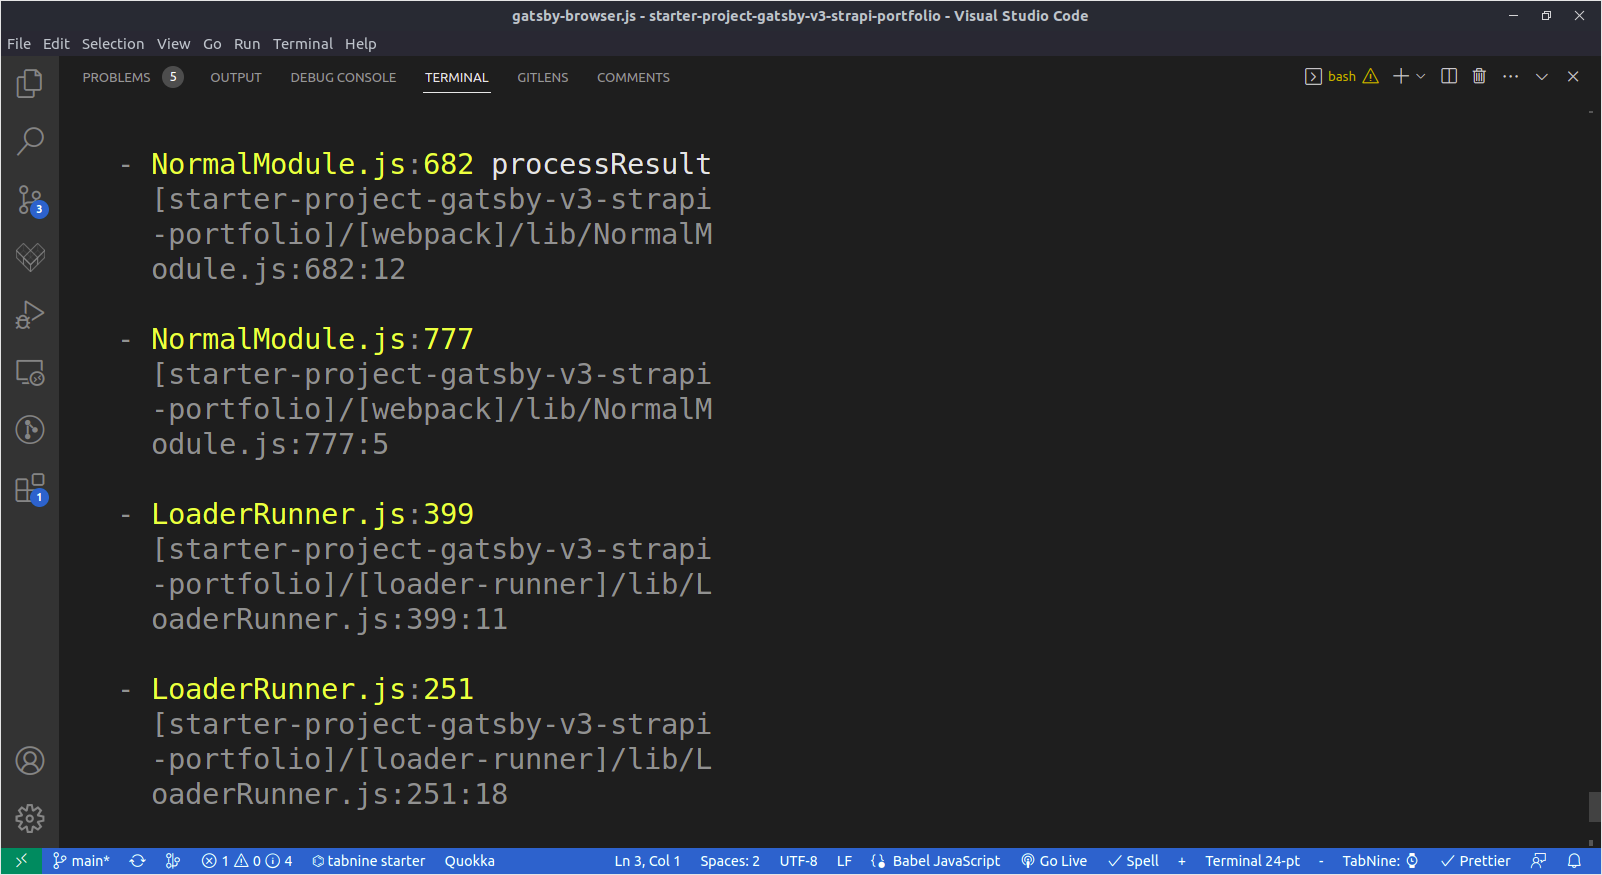 gatsby-browser.js - starter-project-gatsby-v3-strapi-portfolio - Visual Studio Code
File Edit Selection View Go Run Terminal Help
PROBLEMS 5 OUTPUT DEBUG CONSOLE TERMINAL GITLENS COMMENTS bash
- NormalModule.js:682 processResult
[starter-project-gatsby-v3-strapi
-portfolio]/[webpack]/lib/NormalM
odule.js:682:12
- NormalModule.js:777
[starter-project-gatsby-v3-strapi
-portfolio]/[webpack]/lib/NormalM
odule.js:777:5
- LoaderRunner.js:399
[starter-project-gatsby-v3-strapi
-portfolio]/[loader-runner]/lib/L
oaderRunner.js:399:11
- LoaderRunner.js:251
[starter-project-gatsby-v3-strapi
-portfolio]/[loader-runner]/lib/L
oaderRunner.js:251:18
3
1
main* 1 0 4 tabnine starter Quokka Ln 3, Col 1 Spaces: 2 UTF-8 LF Babel JavaScript Go Live Spell + Terminal 24-pt - TabNine: Prettier